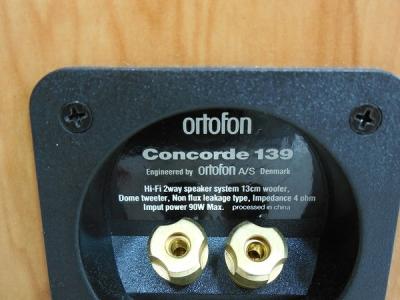 ortofon
Concorde 139
Engineered by ortofon A/S Denmark
Hi-Fi 2way speaker system 13cm woofer,
Dome tweeter, Non flux leakage type, Impedance 4 ohm
Imput power 90W Max. processed in china